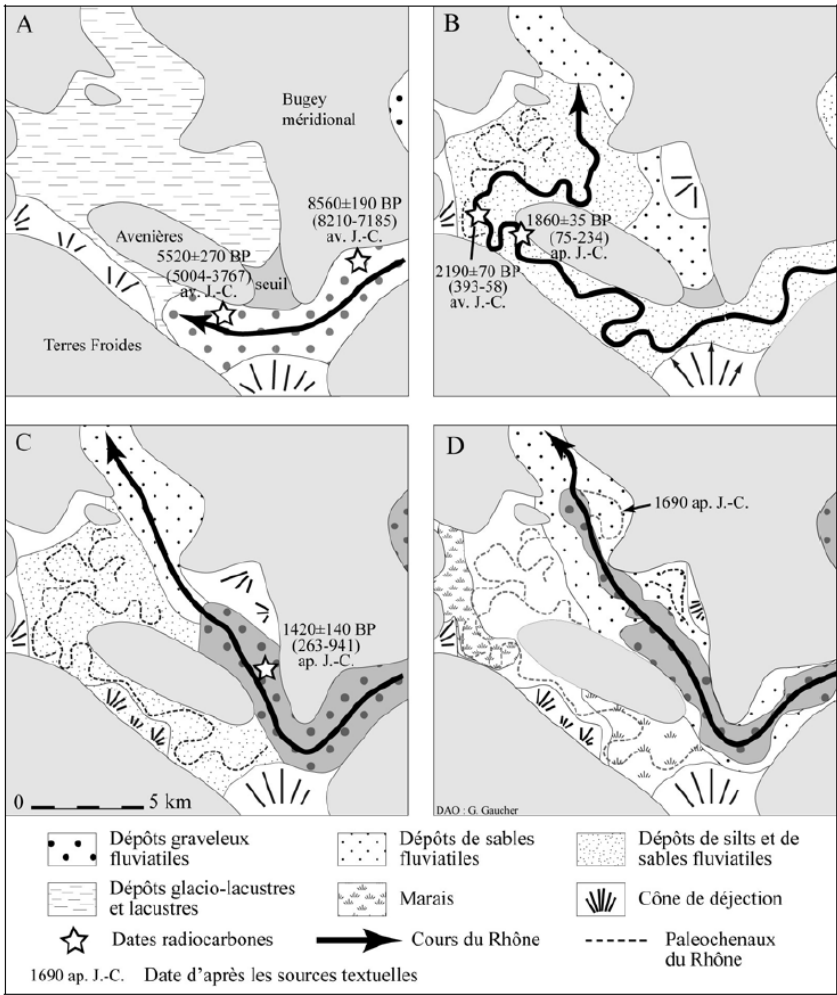 A
Bugey
méridional
8560±190 BP
(8210-7185)
av. J.-C.
Avenières
5520±270 BP
(5004-3767)
av. J.-C.
seuil
Terres Froides
B
1860±35 BP
(75-234)
ap. J.-C.
2190±70 BP
(393-58)
av. J.-C.
C
1420±140 BP
(263-941)
ap. J.-C.
0 5 km
D
1690 ap. J.-C.
DAO : G. Gaucher
Dépôts graveleux
fluviatiles
Dépôts de sables
fluviatiles
Dépôts de silts et de
sables fluviatiles
Dépôts glacio-lacustres
et lacustres
Marais
Cône de déjection
Dates radiocarbones
Cours du Rhône
Paleochenaux
du Rhône
1690 ap. J.-C. Date d'après les sources textuelles